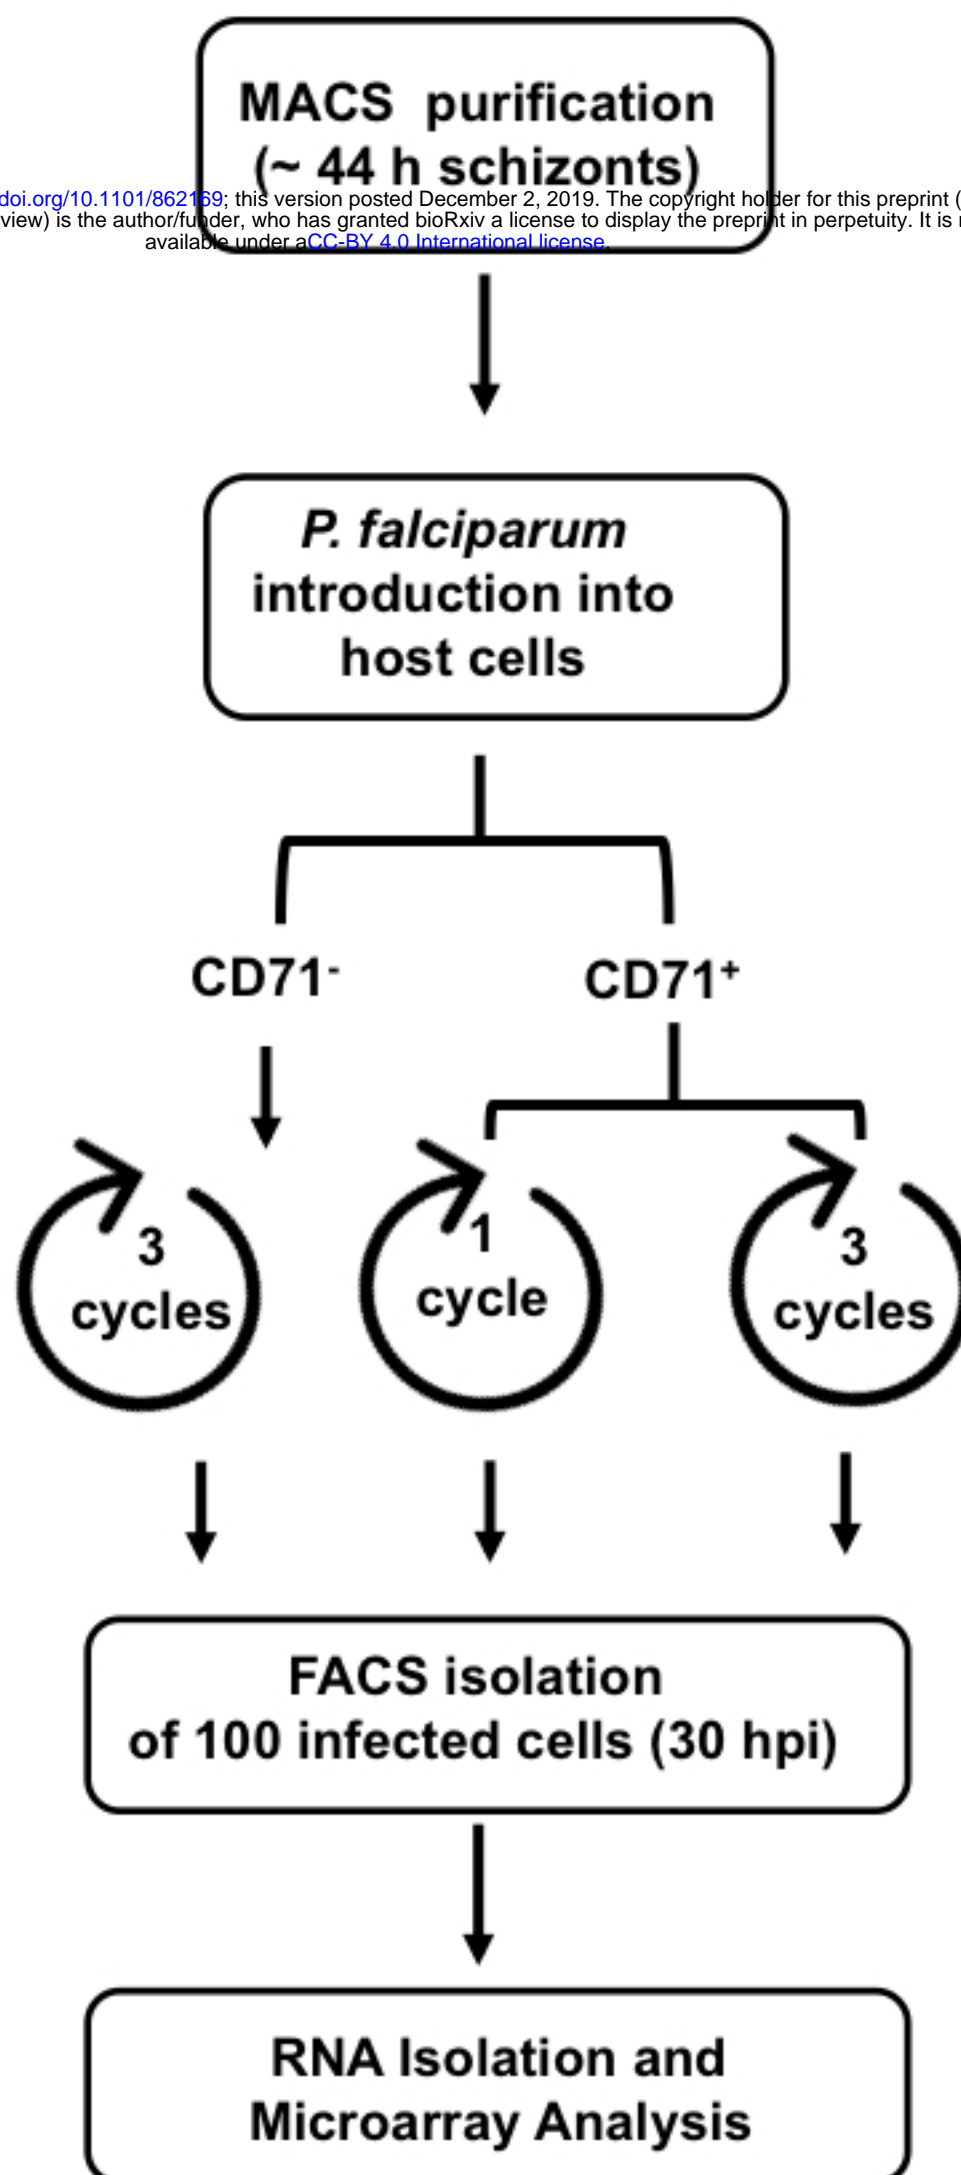 MACS purification
(~ 44 h schizonts)
doi.org/10.1101/862169; this version posted December 2, 2019. The copyright holder for this preprint (
view) is the author/funder, who has granted bioRxiv a license to display the preprint in perpetuity. It is
available under aCC-BY 4.0 International license.
P. falciparum
introduction into
host cells
CD71-
CD71+
3
cycles
1
cycle
3
cycles
FACS isolation
of 100 infected cells (30 hpi)
RNA Isolation and
Microarray Analysis